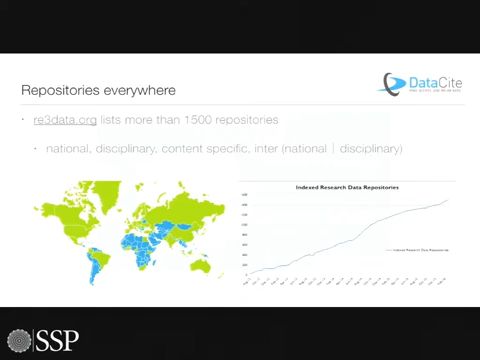 Repositories everywhere
DataCite
re3data.org lists more than 1500 repositories
national, disciplinary, content specific, inter (national | disciplinary)
Indexed Research Data Repositories
Indexed Research Data Repositories
SSP